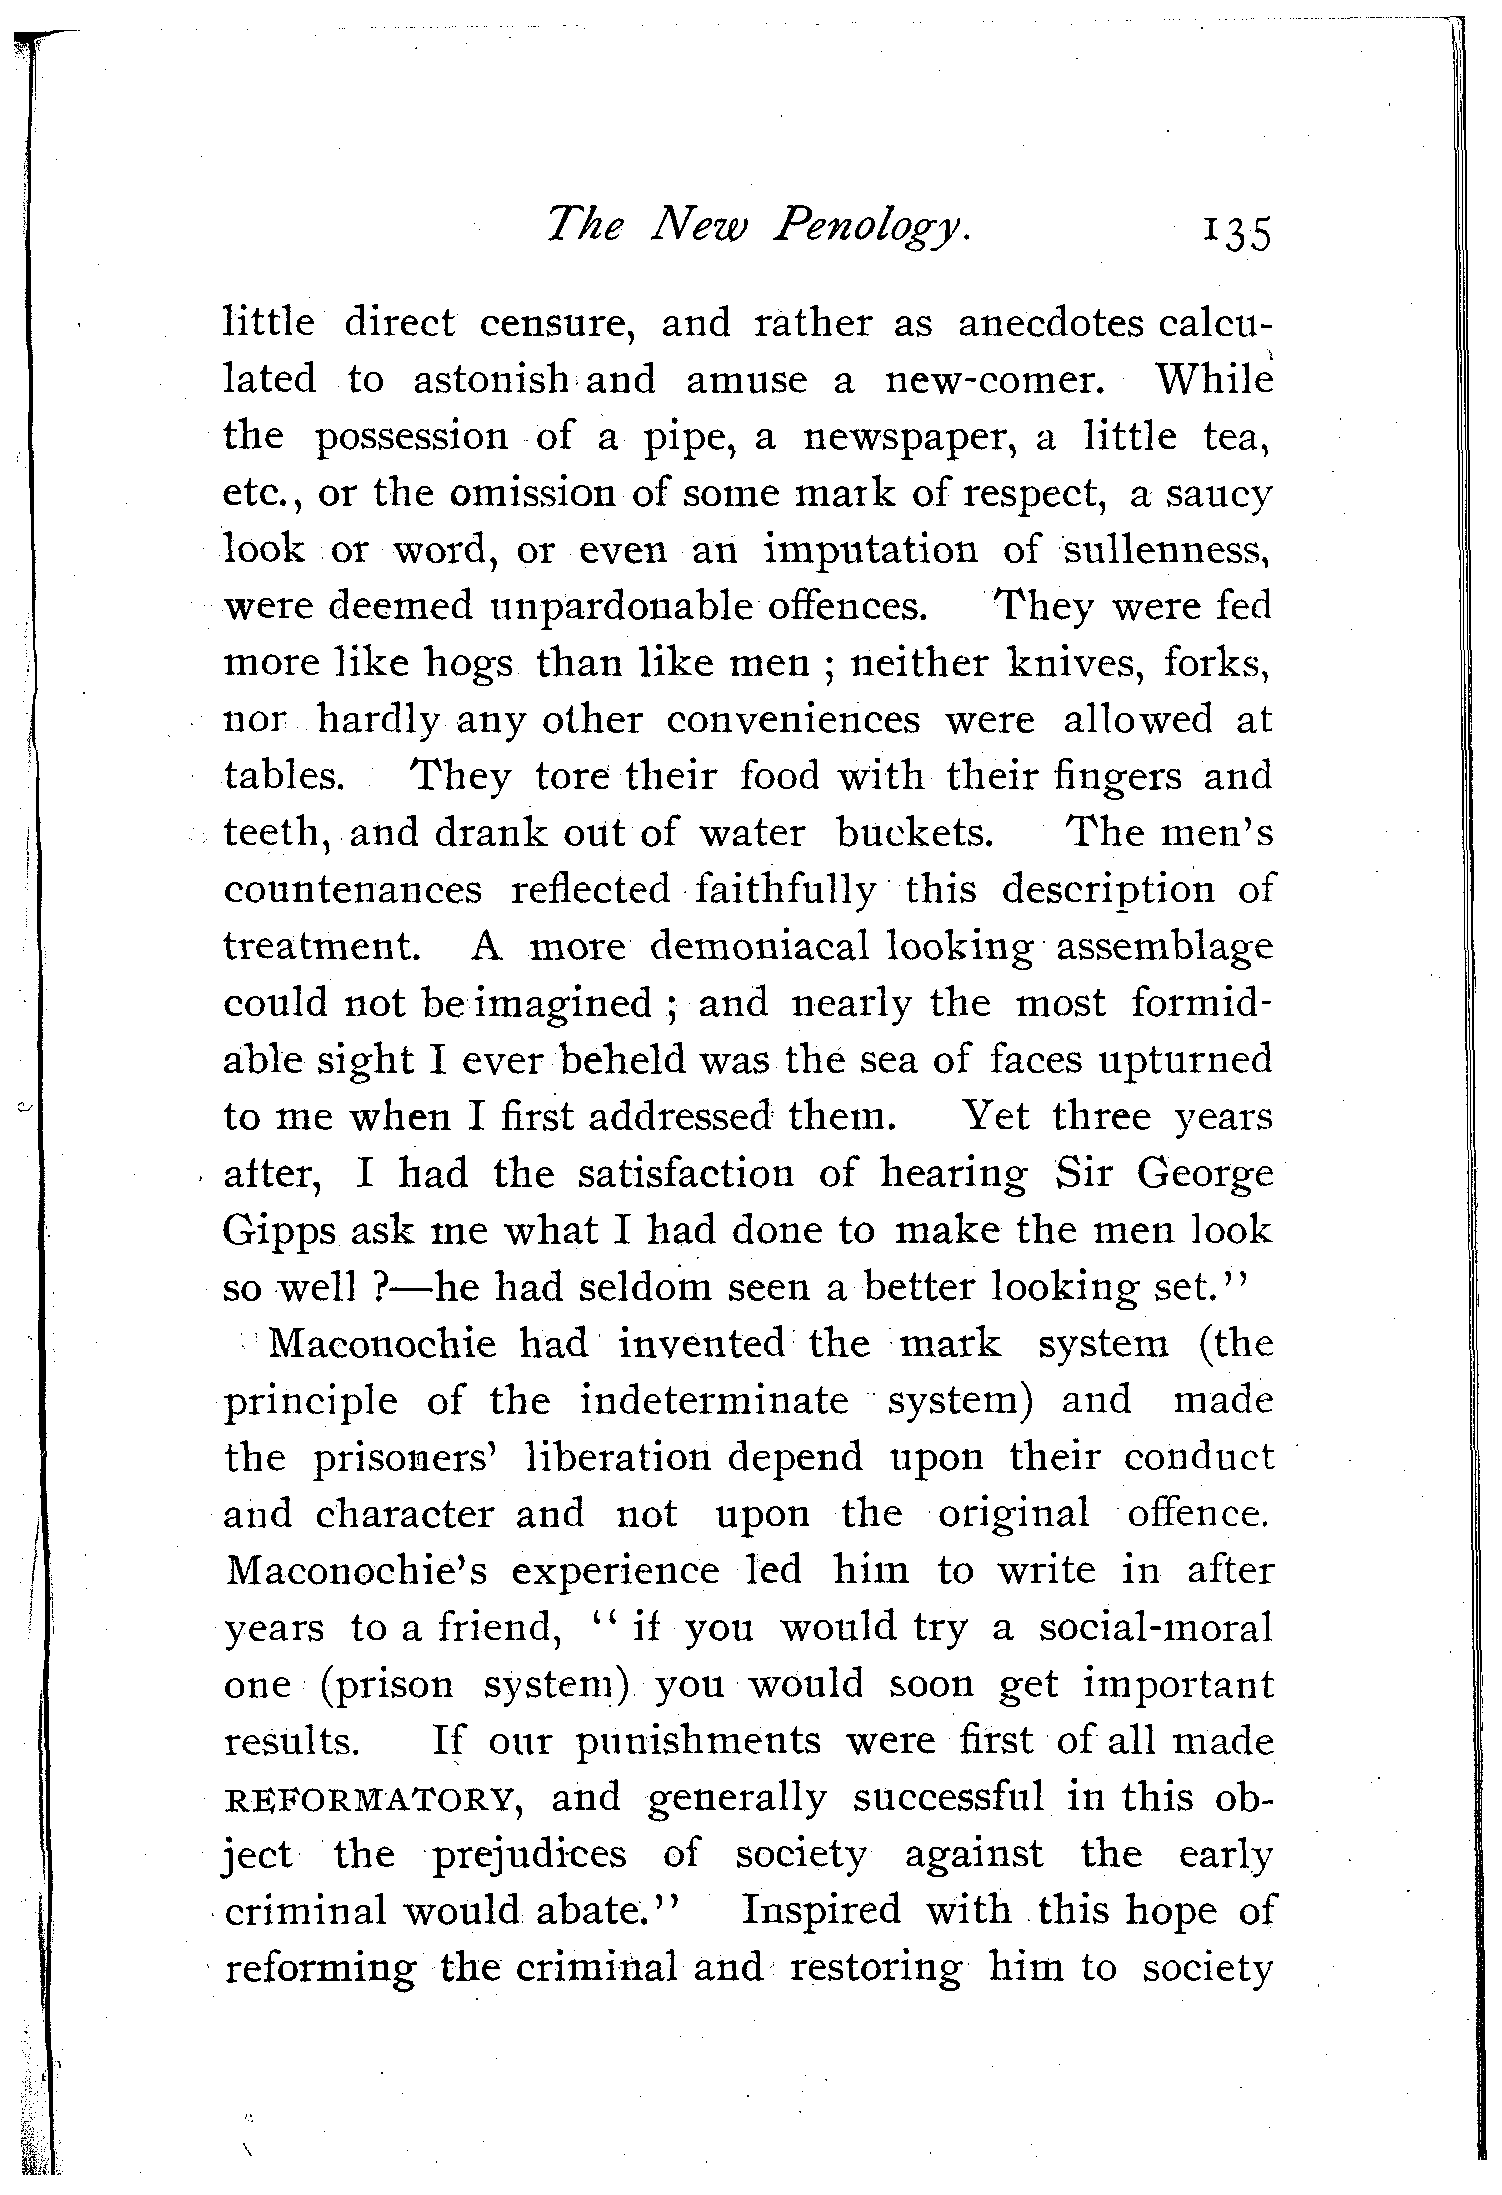 The New Penology. 135
little direct censure, and rather as anecdotes calcu-
lated to astonish and amuse a new-comer. While
the possession of a pipe, a newspaper, a little tea,
etc., or the omission of some mark of respect, a saucy
look or word, or even an imputation of sullenness,
were deemed unpardonable offences. They were fed
more like hogs than like men ; neither knives, forks,
nor hardly any other conveniences were allowed at
tables. They tore their food with their fingers and
teeth, and drank out of water buckets. The men's
countenances reflected faithfully this description of
treatment. A more demoniacal looking assemblage
could not be imagined ; and nearly the most formid-
able sight I ever beheld was the sea of faces upturned
to me when I first addressed them. Yet three years
after, I had the satisfaction of hearing Sir George
Gipps ask me what I had done to make the men look
so well ?—he had seldom seen a better looking set."
Maconochie had invented the mark system (the
principle of the indeterminate system) and made
the prisoners' liberation depend upon their conduct
and character and not upon the original offence.
Maconochie's experience led him to write in after
years to a friend, " if you would try a social-moral
one (prison system) you would soon get important
results. If our punishments were first of all made
REFORMATORY, and generally successful in this ob-
ject the prejudices of society against the early
criminal would abate." Inspired with this hope of
reforming the criminal and restoring him to society